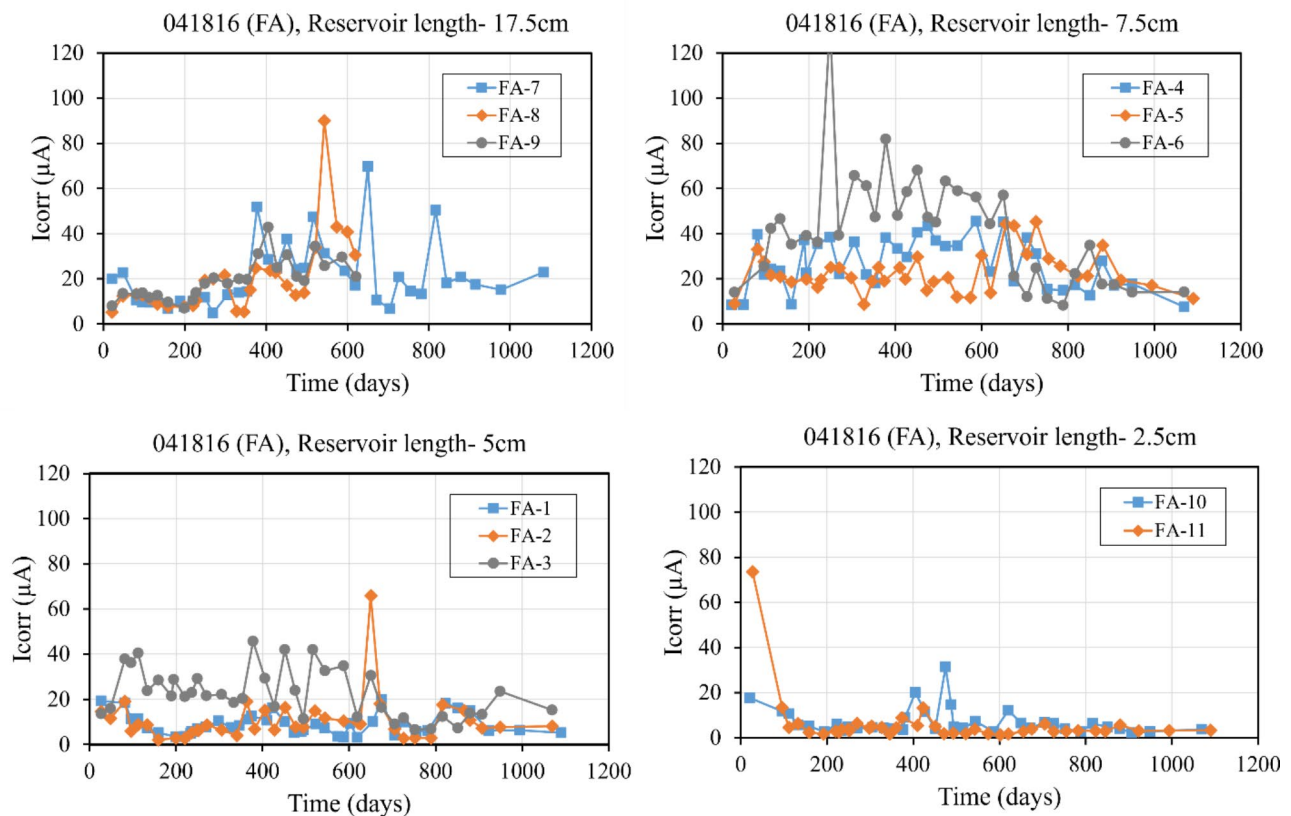 041816 (FA), Reservoir length- 17.5cm
120
100
80
60
40
20
0
Icorr (µA)
FA-7
FA-8
FA-9
0 200 400 600 800 1000 1200
Time (days)
041816 (FA), Reservoir length- 7.5cm
120
100
80
60
40
20
0
Icorr (µA)
FA-4
FA-5
FA-6
0 200 400 600 800 1000 1200
Time (days)
041816 (FA), Reservoir length- 5cm
120
100
80
60
40
20
0
Icorr (µA)
FA-1
FA-2
FA-3
0 200 400 600 800 1000 1200
Time (days)
041816 (FA), Reservoir length- 2.5cm
120
100
80
60
40
20
0
Icorr (µA)
FA-10
FA-11
0 200 400 600 800 1000 1200
Time (days)